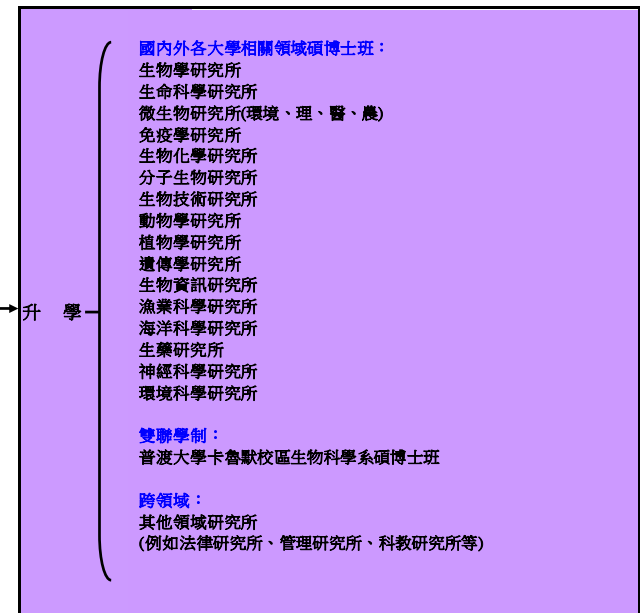 國內外各大學相關領域碩博士班：
生物學研究所
生命科學研究所
微生物研究所(環境、理、醫、農)
免疫學研究所
生物化學研究所
分子生物研究所
生物技術研究所
動物學研究所
植物學研究所
遺傳學研究所
生物資訊研究所
漁業科學研究所
海洋科學研究所
生藥研究所
神經科學研究所
環境科學研究所
升 學
雙聯學制：
普渡大學卡魯默校區生物科學系碩博士班
跨領域：
其他領域研究所
(例如法律研究所、管理研究所、科教研究所等)